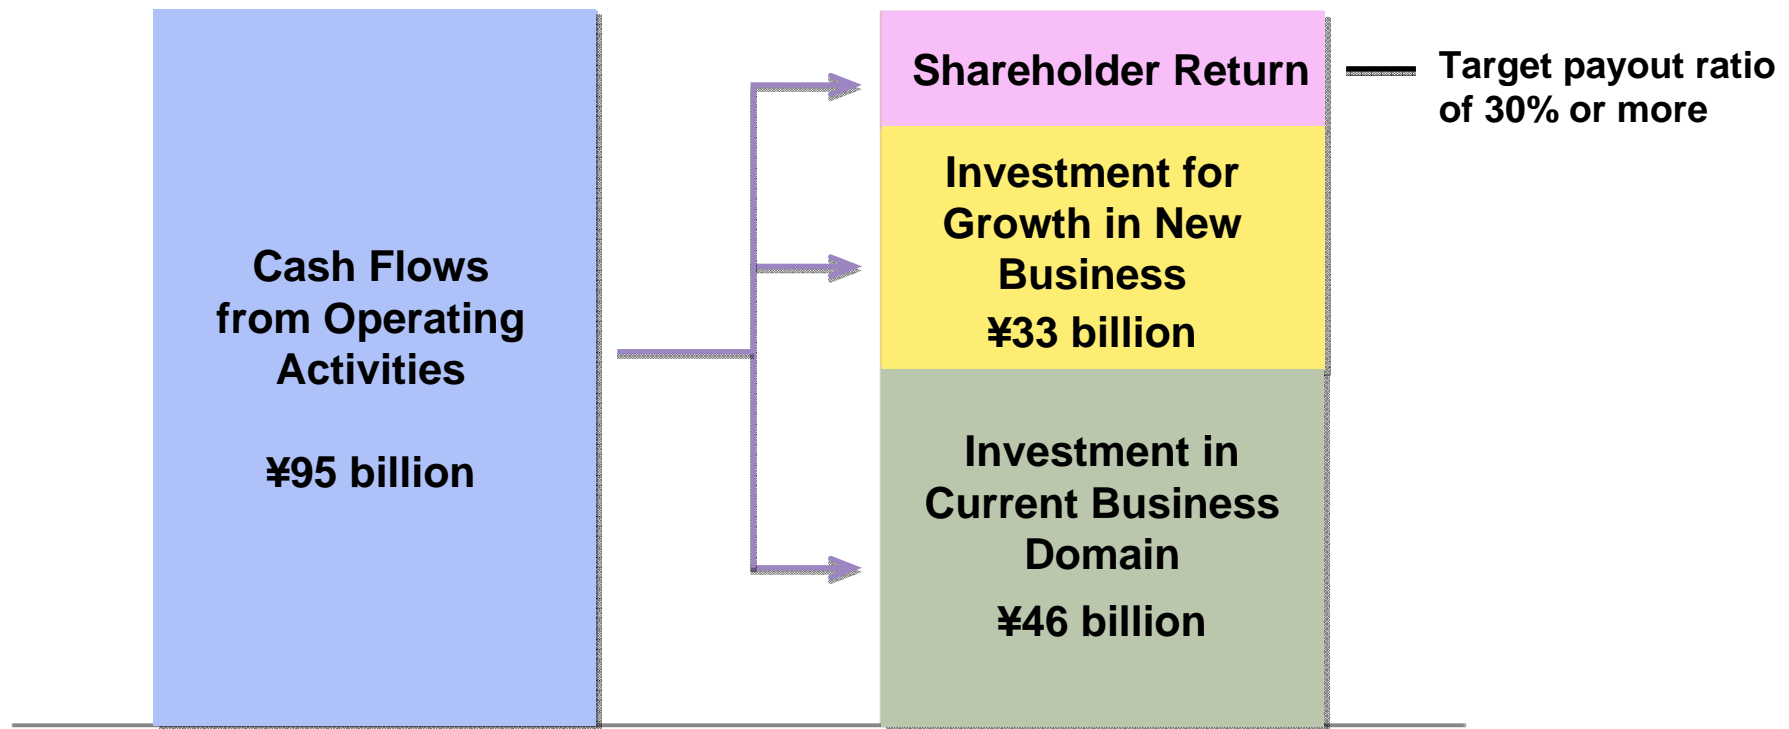 Cash Flows
from Operating
Activities
¥95 billion
Shareholder Return
Target payout ratio
of 30% or more
Investment for
Growth in New
Business
¥33 billion
Investment in
Current Business
Domain
¥46 billion